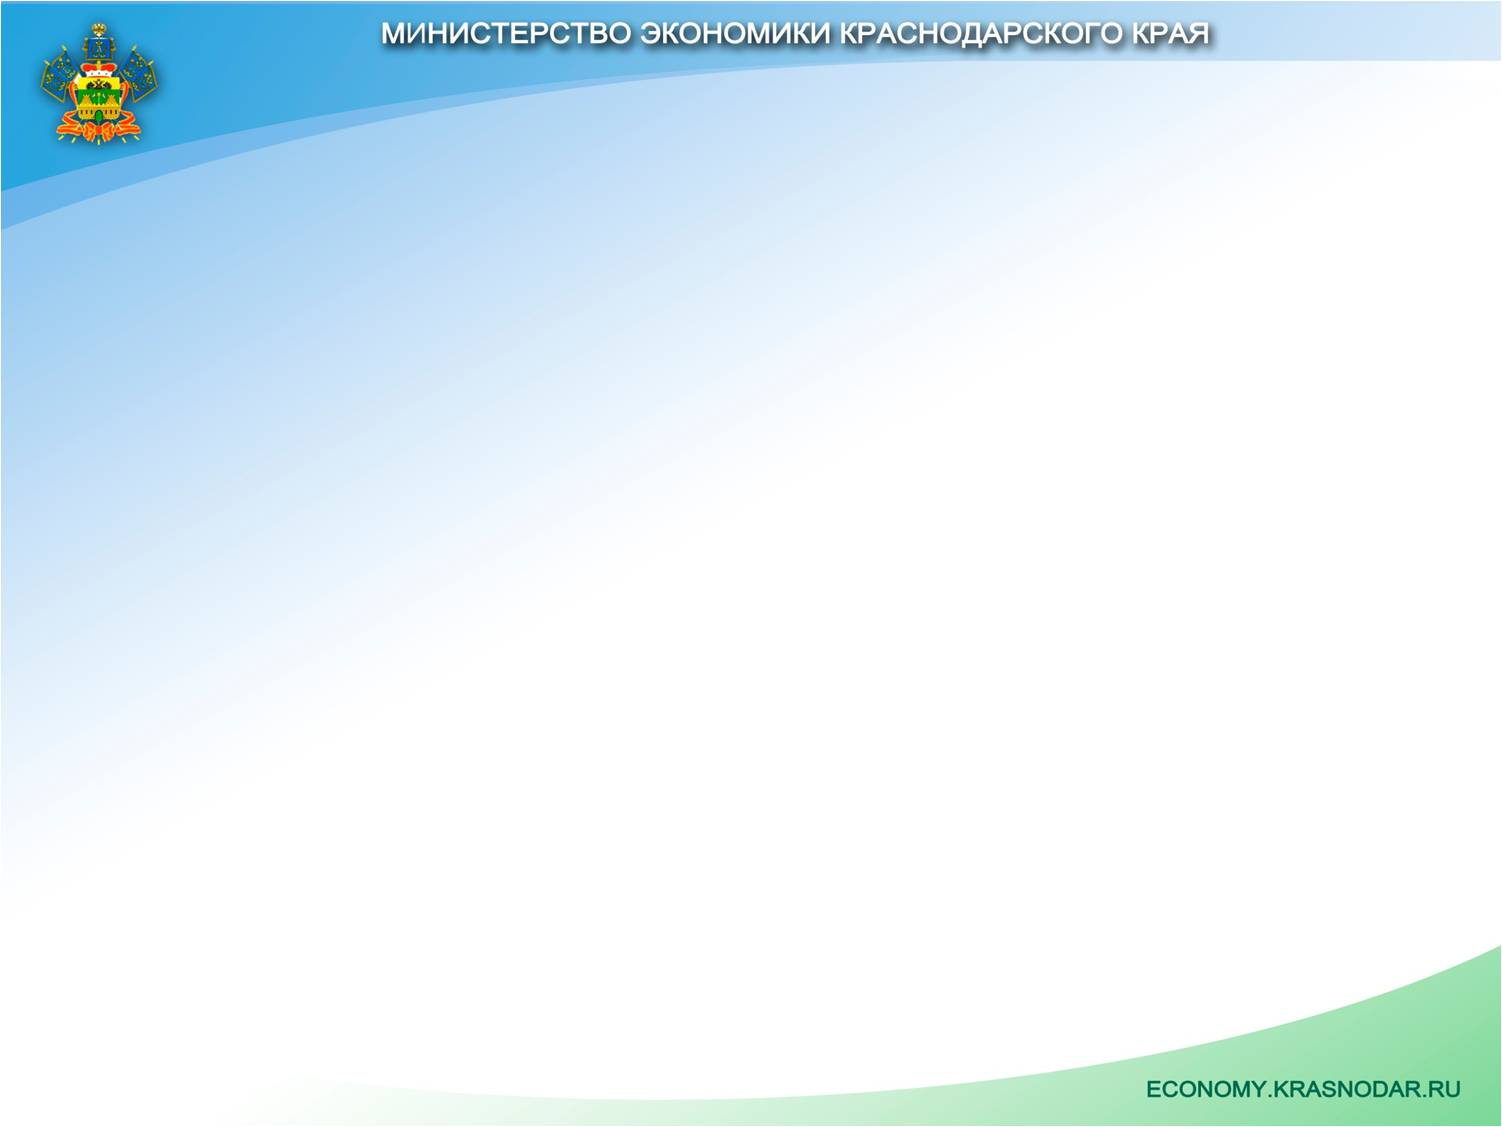 МИНИСТЕРСТВО ЭКОНОМИКИ КРАСНОДАРСКОГО КРАЯ
ECONOMY.KRASNODAR.RU